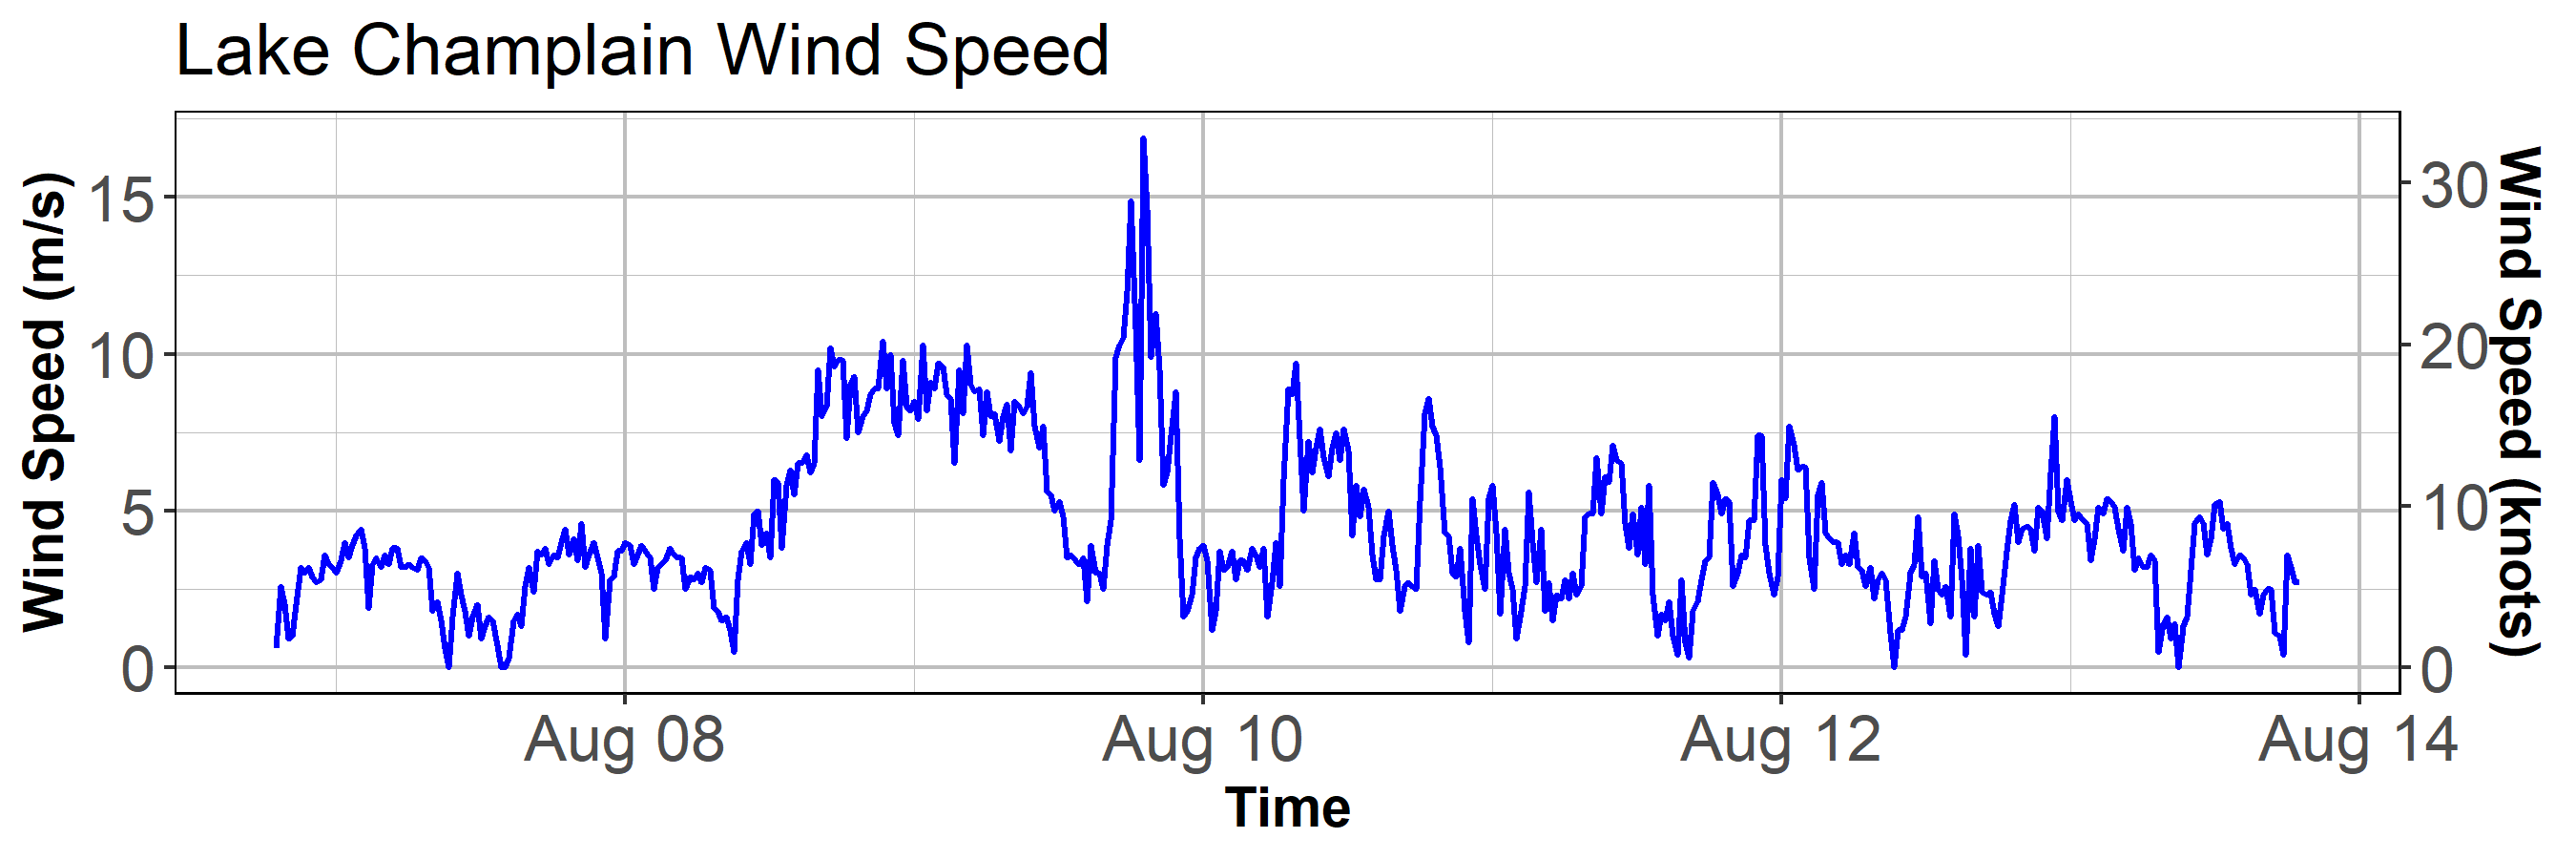 Lake Champlain Wind Speed
Wind Speed (m/s)
15
10
5
0
30
20
10
0
Wind Speed (knots)
Aug 08
Aug 10
Aug 12
Aug 14
Time